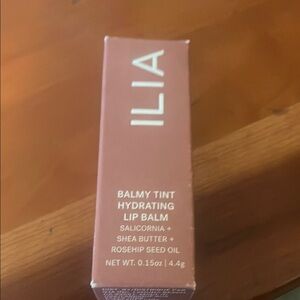 ILIA
BALMY TINT
HYDRATING
LIP BALM
SALICORNIA +
SHEA BUTTER +
ROSEHIP SEED OIL
NET WT. 0.15oz | 4.4g